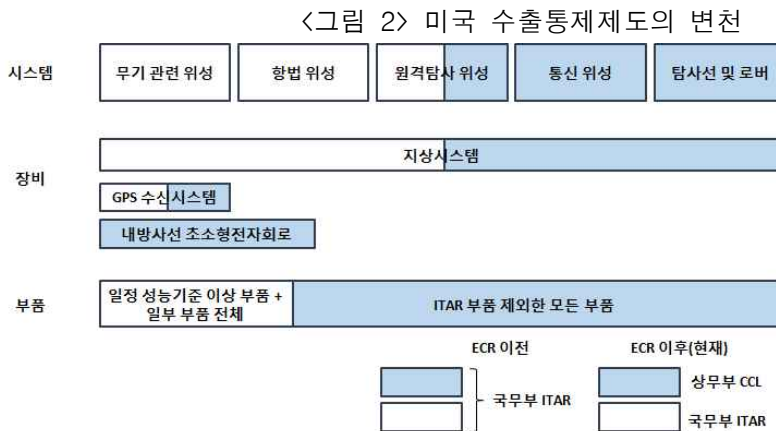 <그림 2> 미국 수출통제제도의 변천
시스템
무기 관련 위성
항법 위성
원격탐사 위성
통신 위성
탐사선 및 로버
장비
지상시스템
GPS 수신시스템
내방사선 초소형전자회로
부품
일정 성능기준 이상 부품 +
일부 부품 전체
ITAR 부품 제외한 모든 부품
ECR 이전
ECR 이후(현재)
국무부 ITAR
상무부 CCL
국무부 ITAR